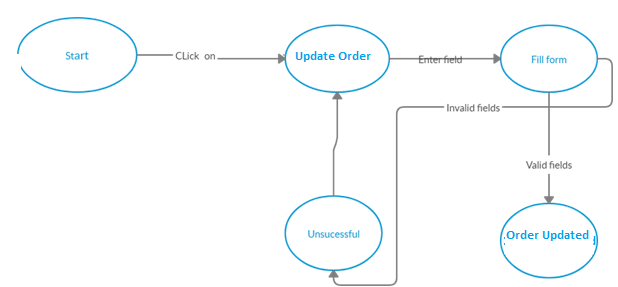 Start
CLick on
Update Order
Enter field
Fill form
Invalid fields
Valid fields
Unsucessful
Order Updated